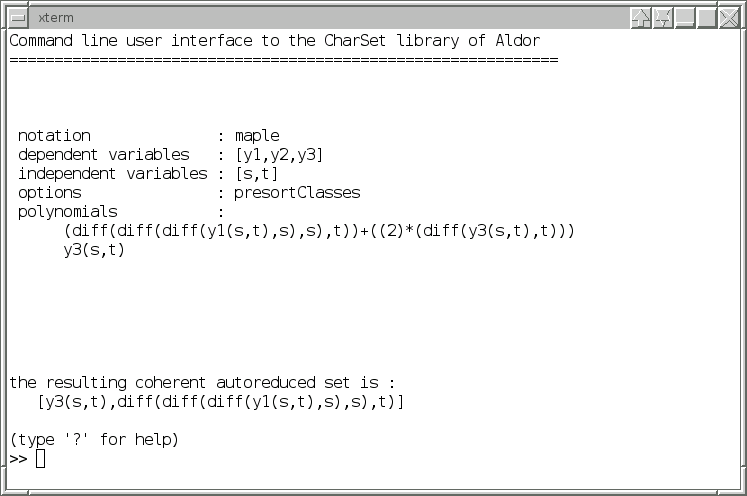 xterm
Command line user interface to the CharSet library of Aldor
=============================================================
notation : maple
dependent variables : [y1,y2,y3]
independent variables : [s,t]
options : presortClasses
polynomials :
(diff(diff(diff(y1(s,t),s),s),t))+((2)*(diff(y3(s,t),t)))
y3(s,t)
the resulting coherent autoreduced set is :
[y3(s,t),diff(diff(diff(y1(s,t),s),s),t)]
(type '?' for help)
>>